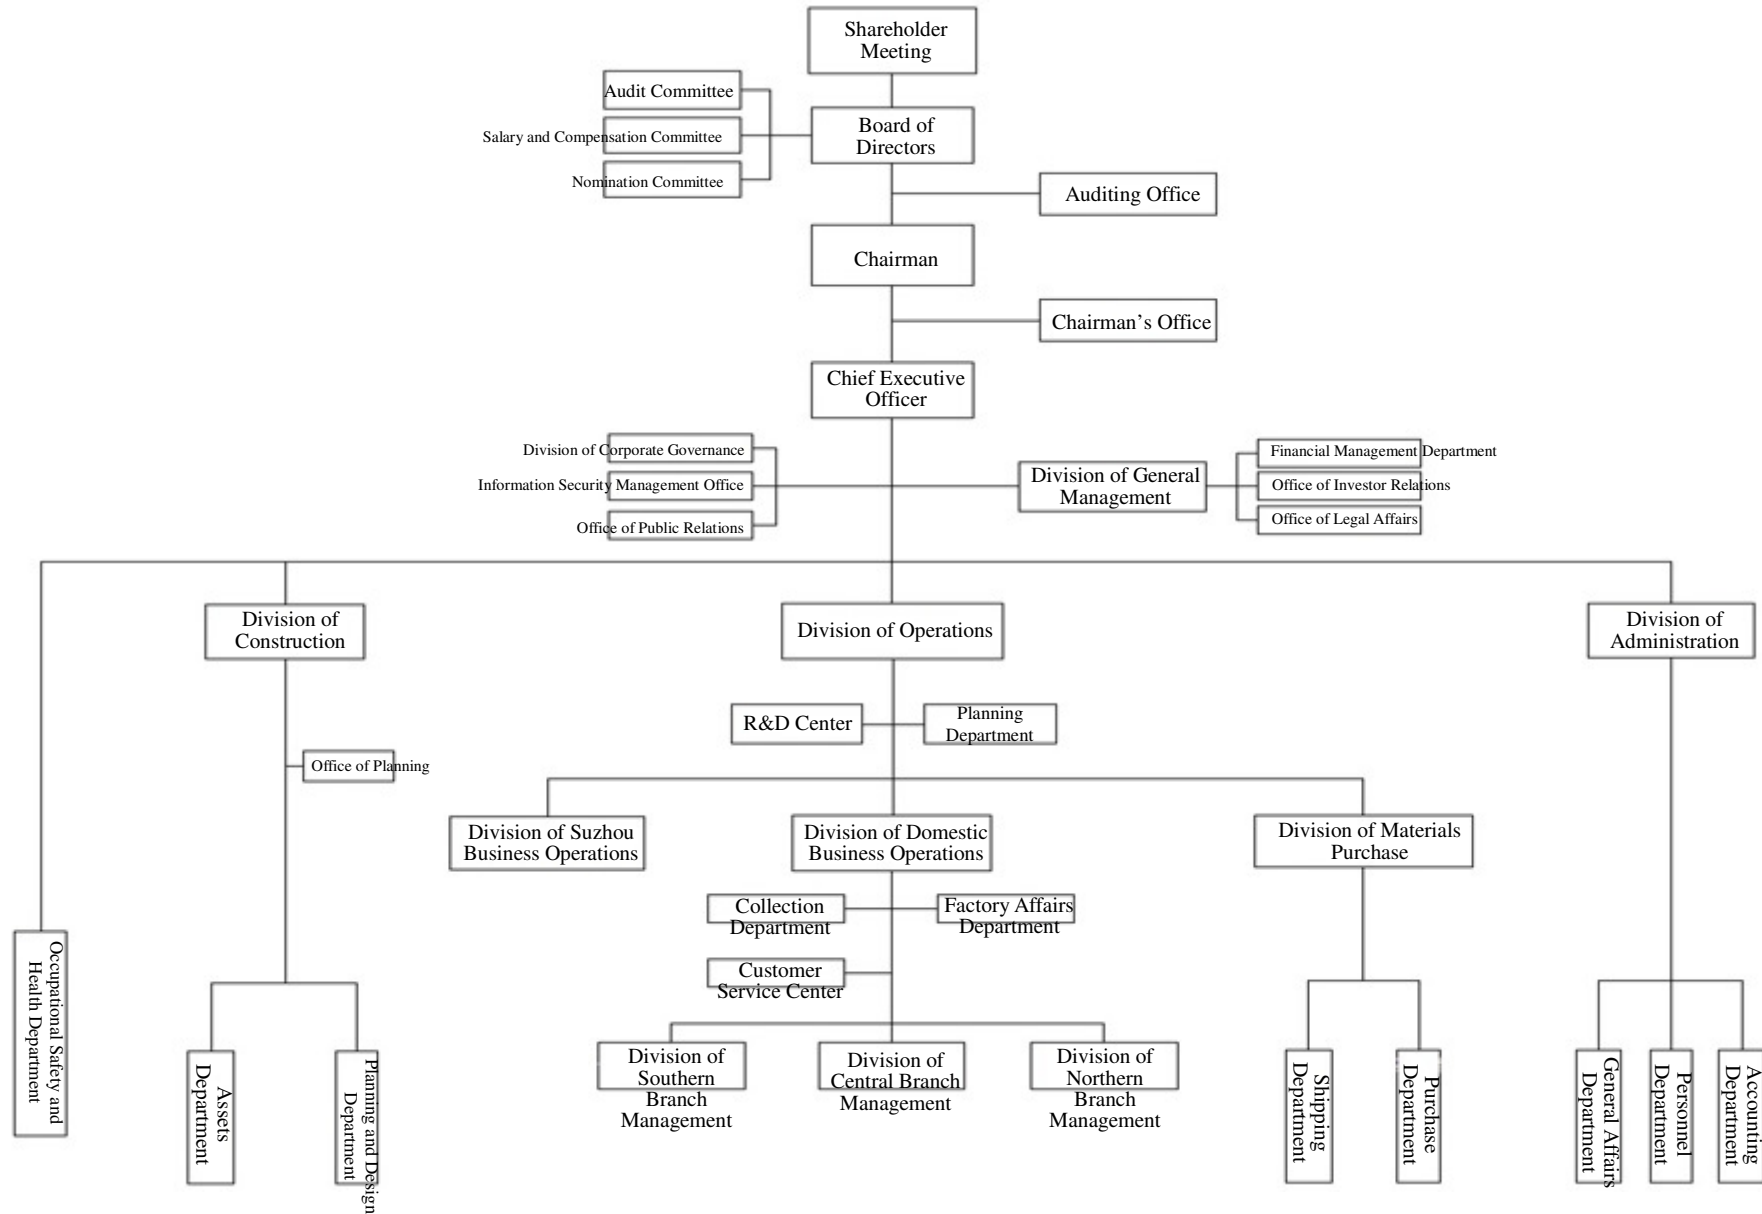 Shareholder
Meeting
Audit Committee
Salary and Compensation Committee
Nomination Committee
Board of
Directors
Auditing Office
Chairman
Chairman’s Office
Chief Executive
Officer
Division of Corporate Governance
Information Security Management Office
Office of Public Relations
Division of General
Management
Financial Management Department
Office of Investor Relations
Office of Legal Affairs
Division of
Construction
Division of Operations
Division of
Administration
R&D Center
Planning
Department
Office of Planning
Division of Suzhou
Business Operations
Division of Domestic
Business Operations
Division of Materials
Purchase
Collection
Department
Factory Affairs
Department
Customer
Service Center
Occupational Safety and
Health Department
Assets
Department
Planning and Design
Department
Division of
Southern
Branch
Management
Division of
Central Branch
Management
Division of
Northern
Branch
Management
Shipping
Department
Purchase
Department
General Affairs
Department
Personnel
Department
Accounting
Department